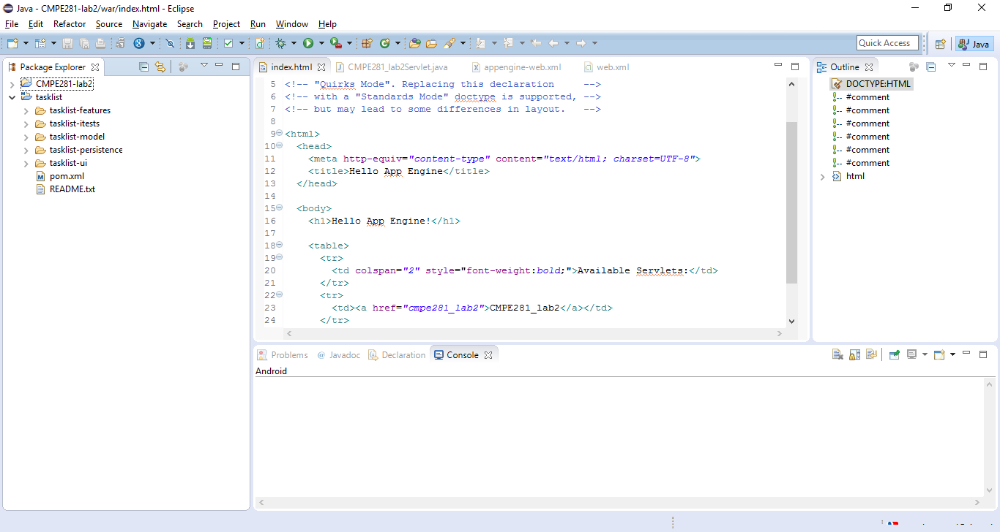 Java - CMPE281-lab2/war/index.html - Eclipse
File Edit Refactor Source Navigate Search Project Run Window Help
Quick Access
Java
Package Explorer
CMPE281-lab2
tasklist
tasklist-features
tasklist-itests
tasklist-model
tasklist-persistence
tasklist-ui
pom.xml
README.txt
index.html CMPE281_lab2Servlet.java appengine-web.xml web.xml
5 <!-- "Quirks Mode". Replacing this declaration -->
6 <!-- with a "Standards Mode" doctype is supported, -->
7 <!-- but may lead to some differences in layout. -->
8
9 <html>
10 <head>
11 <meta http-equiv="content-type" content="text/html; charset=UTF-8">
12 <title>Hello App Engine</title>
13 </head>
14
15 <body>
16 <h1>Hello App Engine!</h1>
17
18 <table>
19 <tr>
20 <td colspan="2" style="font-weight:bold;">Available Servlets:</td>
21 </tr>
22 <tr>
23 <td><a href="cmpe281_lab2">CMPE281_lab2</a></td>
24 </tr>
Outline
DOCTYPE:HTML
#comment
#comment
#comment
#comment
#comment
#comment
html
Problems @ Javadoc Declaration Console
Android